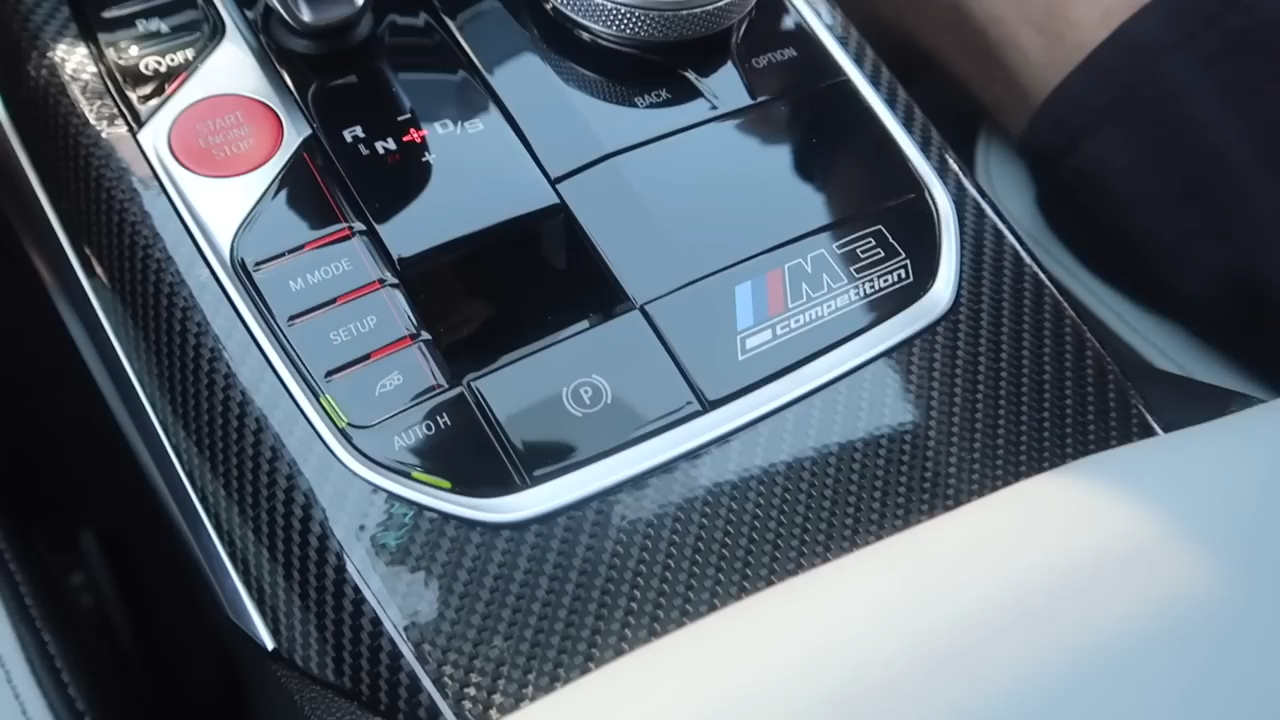 OFF
START
ENGINE
STOP
R
N
D/S
-
+
BACK
OPTION
M MODE
SETUP
AUTO H
P
M3
competition